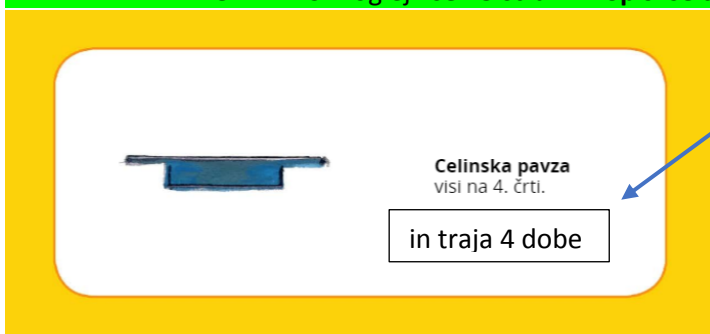 Celinska pavza
visi na 4. črti.
in traja 4 dobe